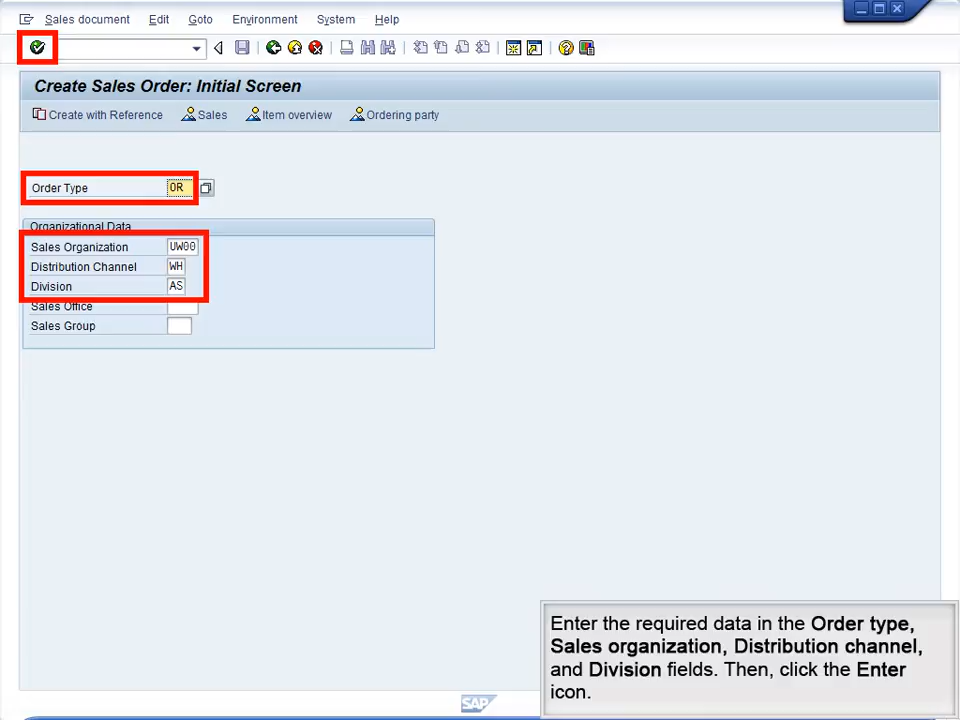 Sales document Edit Goto Environment System Help
Create Sales Order: Initial Screen
Create with Reference Sales Item overview Ordering party
Order Type OR
Organizational Data
Sales Organization UW00
Distribution Channel WH
Division AS
Sales Office
Sales Group
Enter the required data in the Order type,
Sales organization, Distribution channel,
and Division fields. Then, click the Enter
icon.
SAP